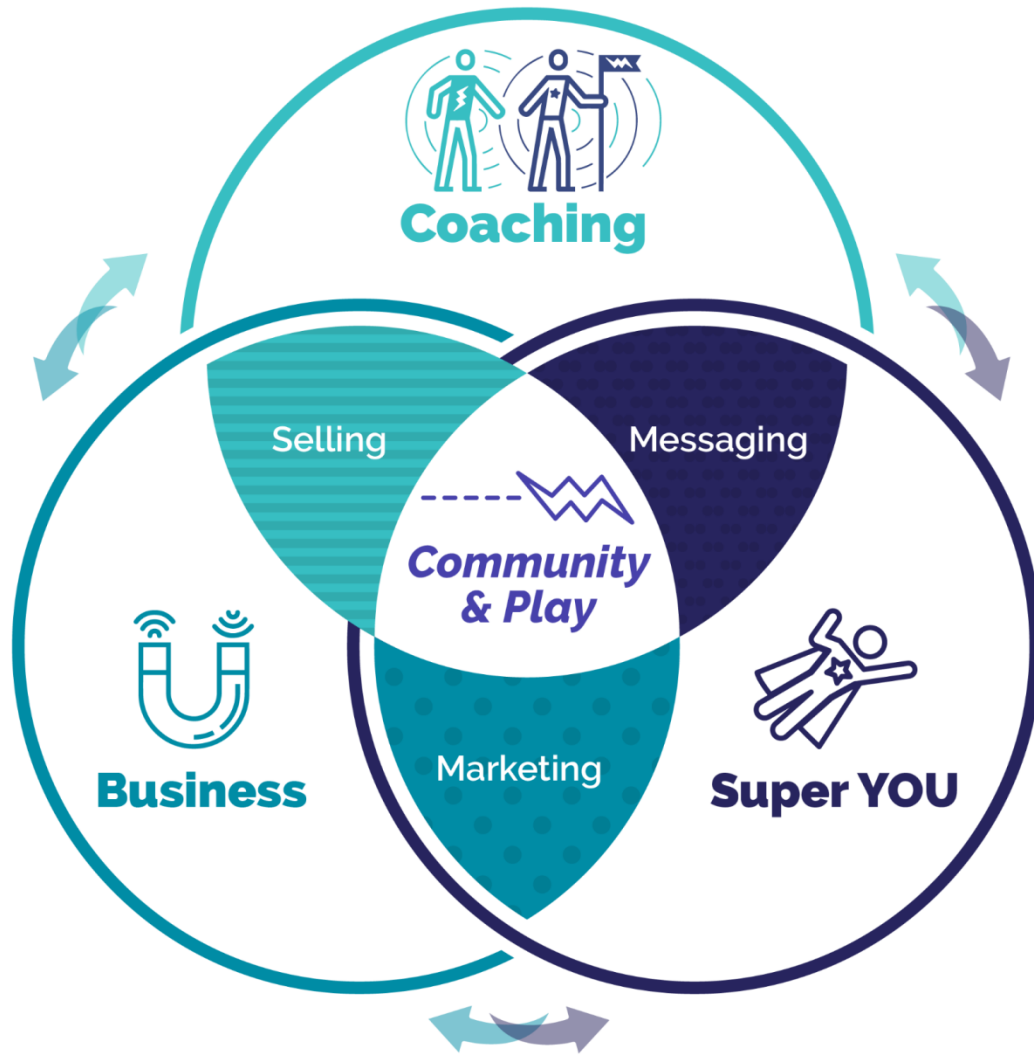 Coaching
Selling
Messaging
Community
& Play
Marketing
Business
Super YOU